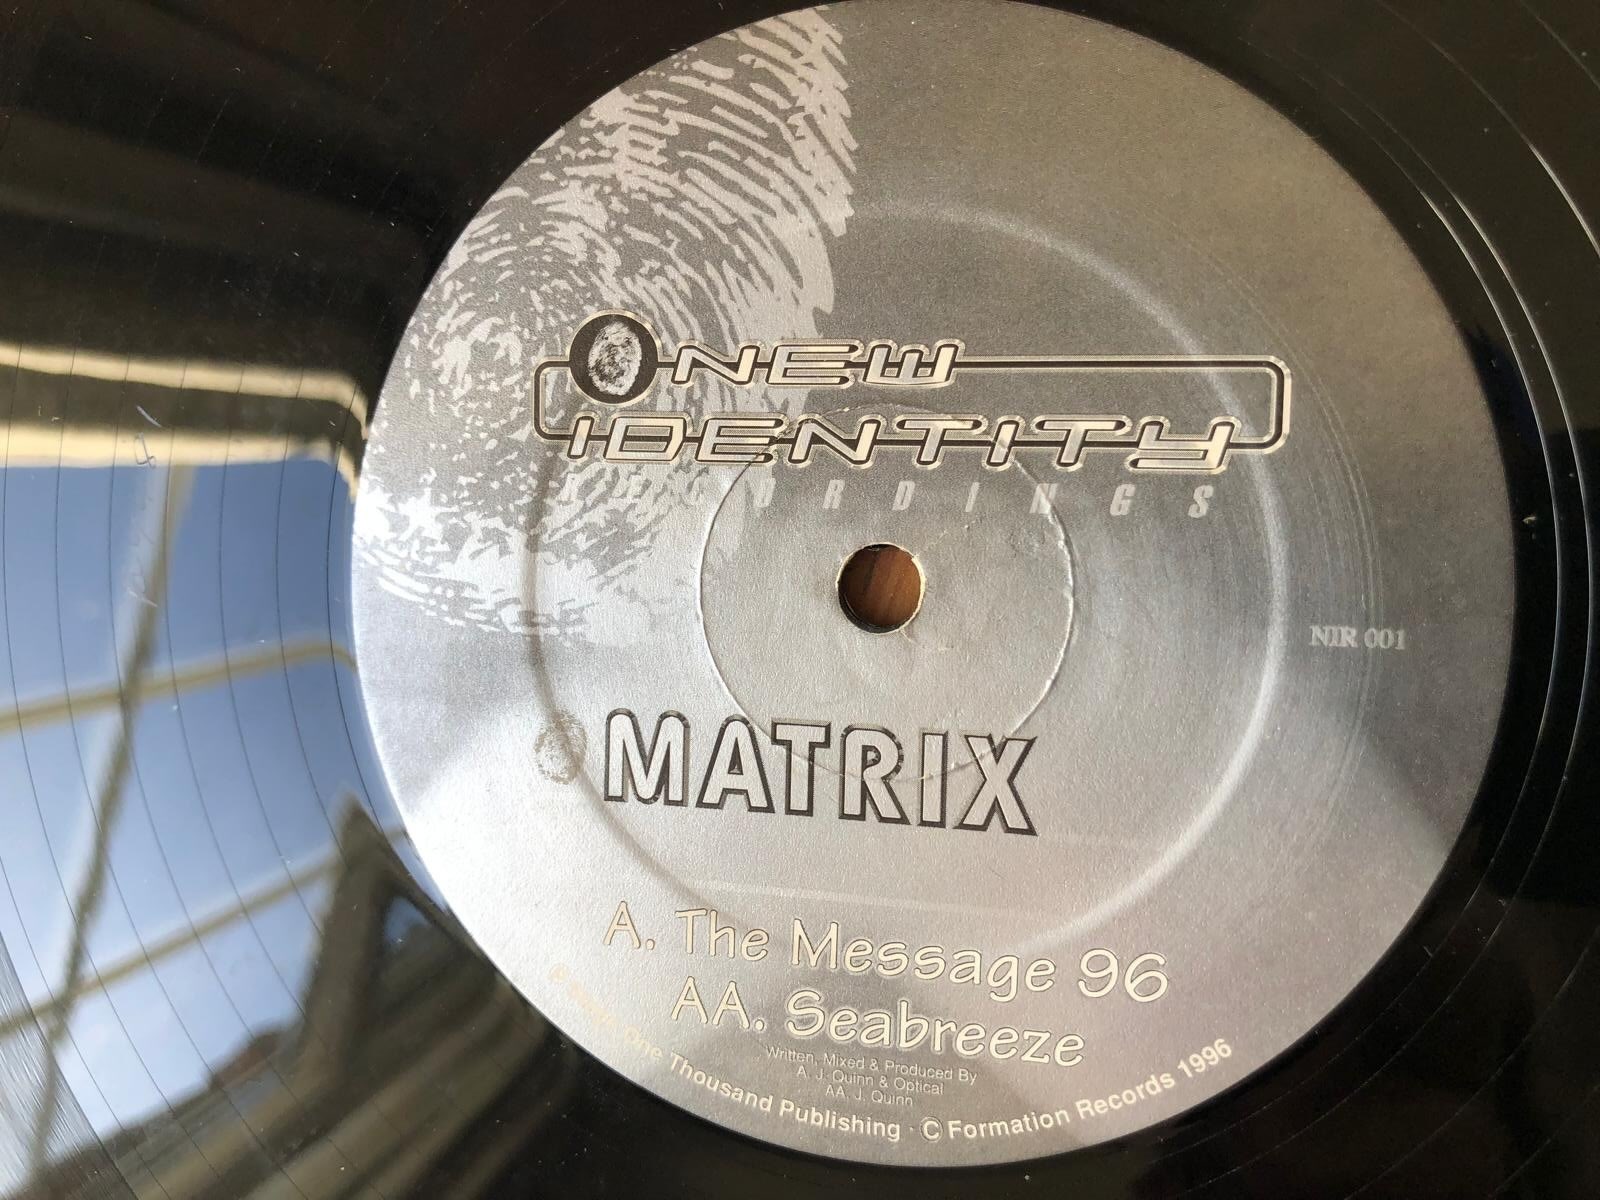 NEW
IDENTITY
RECORDINGS
NIR 001
MATRIX
A. The Message 96
AA. Seabreeze
Written, Mixed & Produced By
A. J. Quinn & Optical
AA. J. Quinn
One Thousand Publishing · © Formation Records 1996